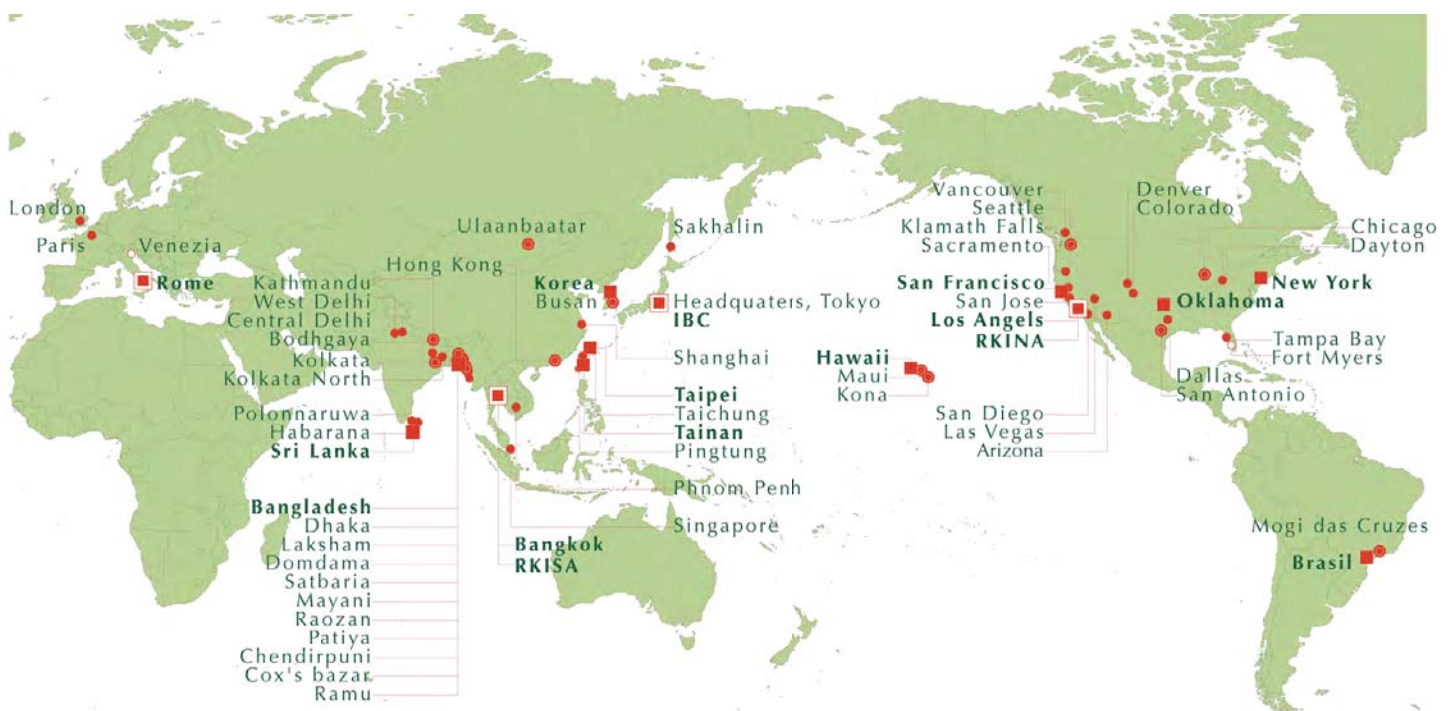 London
Paris
Venezia
Rome
Ulaanbaatar
Hong Kong
Sakhalin
Korea
Busan
Headquaters, Tokyo
IBC
Shanghai
Kathmandu
West Delhi
Central Delhi
Bodhgaya
Kolkata
Kolkata North
Polonnaruwa
Habarana
Sri Lanka
Taipei
Taichung
Tainan
Pingtung
Phnom Penh
Singapore
Bangkok
RKISA
Bangladesh
Dhaka
Laksham
Domdama
Satbaria
Mayani
Raozan
Patiya
Chendirpuni
Cox's bazar
Ramu
Hawaii
Maui
Kona
Vancouver
Seattle
Klamath Falls
Sacramento
San Francisco
San Jose
Los Angels
RKINA
San Diego
Las Vegas
Arizona
Denver
Colorado
Chicago
Dayton
New York
Oklahoma
Tampa Bay
Fort Myers
Dallas
San Antonio
Mogi das Cruzes
Brasil